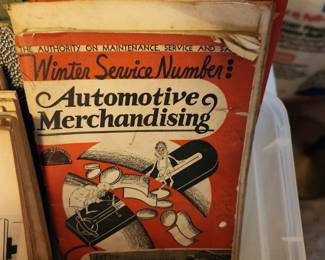 THE AUTHORITY ON MAINTENANCE, SERVICE AND
Winter Service Number:
Automotive
Merchandising